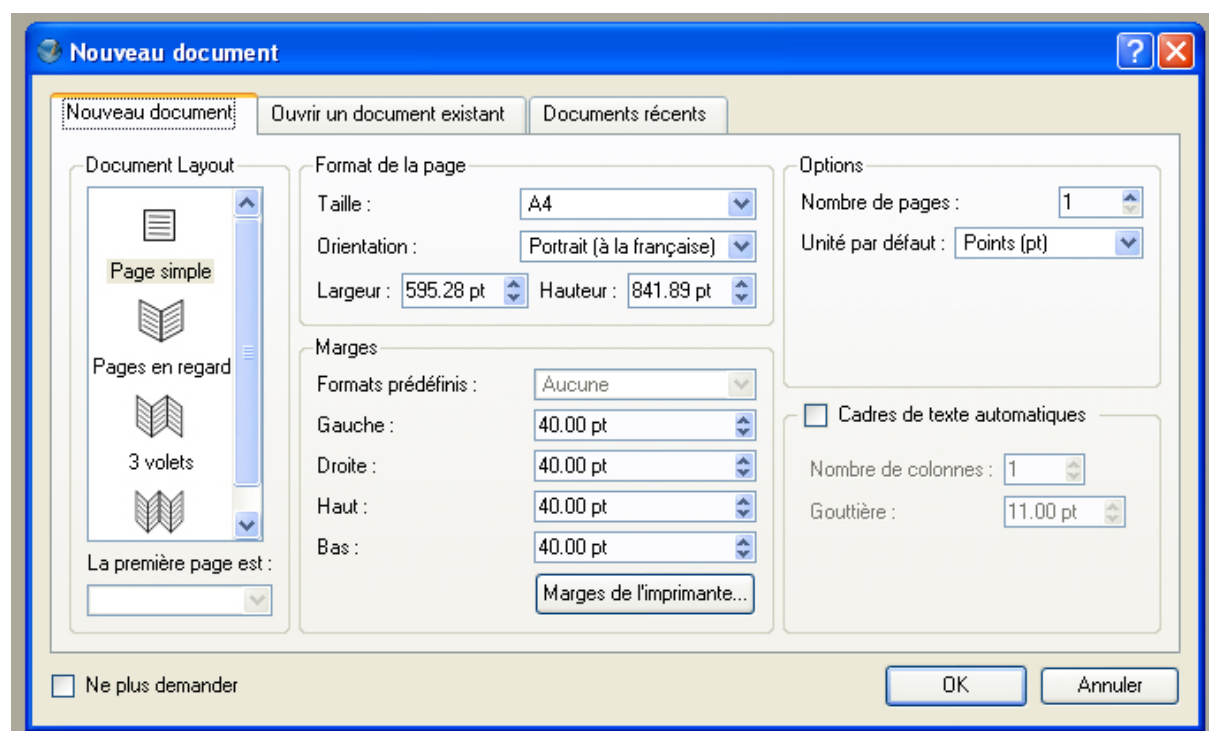 Nouveau document
Nouveau document
Ouvrir un document existant
Documents récents
Document Layout
Page simple
Pages en regard
3 volets
La première page est :
Format de la page
Taille :
A4
Orientation :
Portrait (à la française)
Largeur : 595.28 pt Hauteur : 841.89 pt
Marges
Formats prédéfinis :
Aucune
Gauche :
40.00 pt
Droite :
40.00 pt
Haut :
40.00 pt
Bas :
40.00 pt
Marges de l'imprimante...
Options
Nombre de pages :
1
Unité par défaut :
Points (pt)
Cadres de texte automatiques
Nombre de colonnes :
1
Gouttière :
11.00 pt
Ne plus demander
OK
Annuler